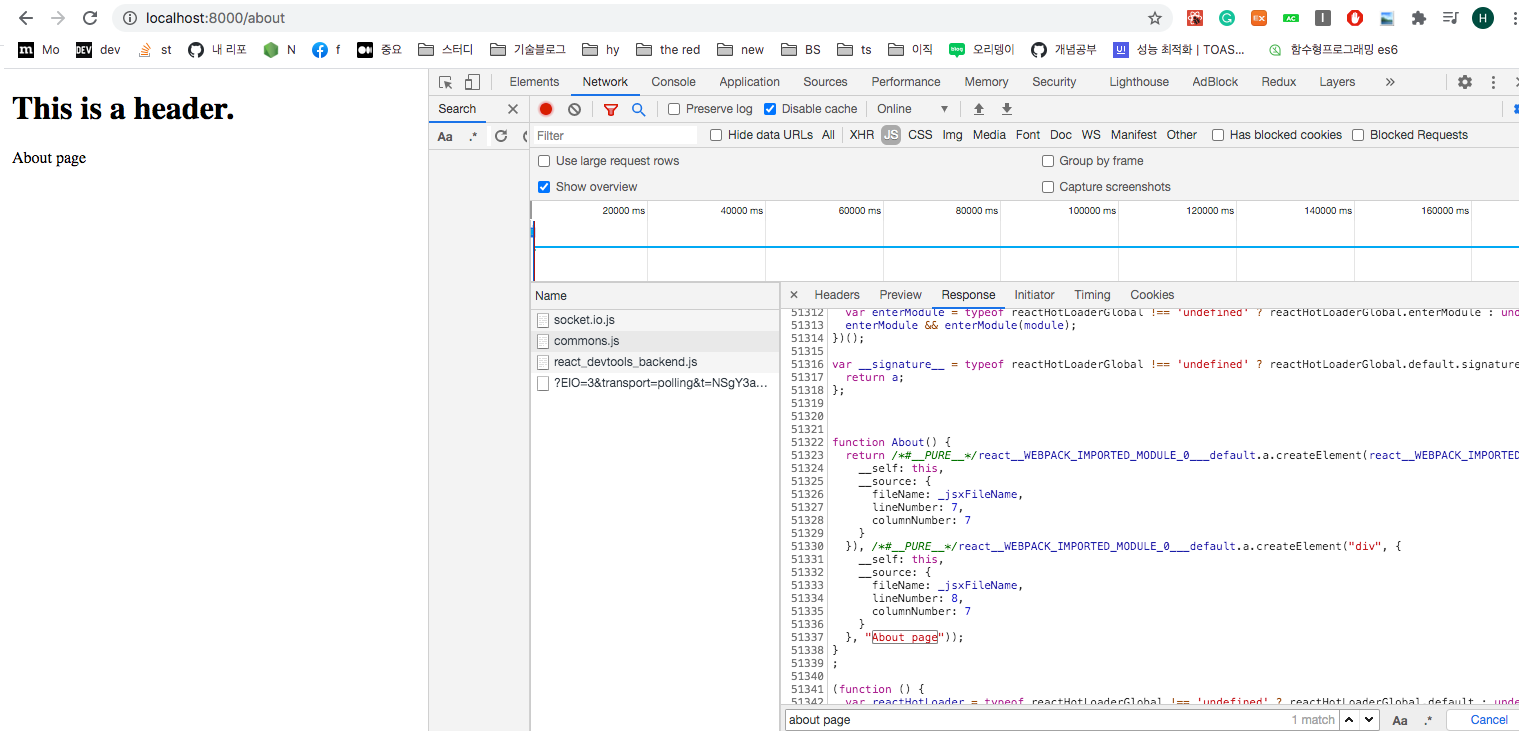 localhost:8000/about
Mo dev st 내 리포 N f 중요 스터디 기술블로그 hy the red new BS ts 이직 오리뎅이 개념공부 성능 최적화 | TOAS... 함수형프로그래밍 es6
This is a header.
About page
Elements Network Console Application Sources Performance Memory Security Lighthouse AdBlock Redux Layers
Search
Preserve log Disable cache Online
Aa .*
Filter Hide data URLs All XHR JS CSS Img Media Font Doc WS Manifest Other Has blocked cookies Blocked Requests
Use large request rows Group by frame
Show overview Capture screenshots
20000 ms 40000 ms 60000 ms 80000 ms 100000 ms 120000 ms 140000 ms 160000 ms
Name
socket.io.js
commons.js
react_devtools_backend.js
?EIO=3&transport=polling&t=NSgY3a...
Headers Preview Response Initiator Timing Cookies
51312 var enterModule = typeof reactHotLoaderGlobal !== 'undefined' ? reactHotLoaderGlobal.enterModule : und
51313 enterModule && enterModule(module);
51314 })();
51315
51316 var __signature__ = typeof reactHotLoaderGlobal !== 'undefined' ? reactHotLoaderGlobal.default.signature
51317 return a;
51318 };
51319
51320
51321
51322 function About() {
51323 return /*#__PURE__*/react__WEBPACK_IMPORTED_MODULE_0___default.a.createElement(react__WEBPACK_IMPORTED
51324 __self: this,
51325 __source: {
51326 fileName: _jsxFileName,
51327 lineNumber: 7,
51328 columnNumber: 7
51329 }
51330 }), /*#__PURE__*/react__WEBPACK_IMPORTED_MODULE_0___default.a.createElement("div", {
51331 __self: this,
51332 __source: {
51333 fileName: _jsxFileName,
51334 lineNumber: 8,
51335 columnNumber: 7
51336 }
51337 }, "About page"));
51338 }
51339 ;
51340
51341 (function () {
51342 var reactHotLoader = typeof reactHotLoaderGlobal !== 'undefined' ? reactHotLoaderGlobal.default : unde
about page 1 match Aa .* Cancel